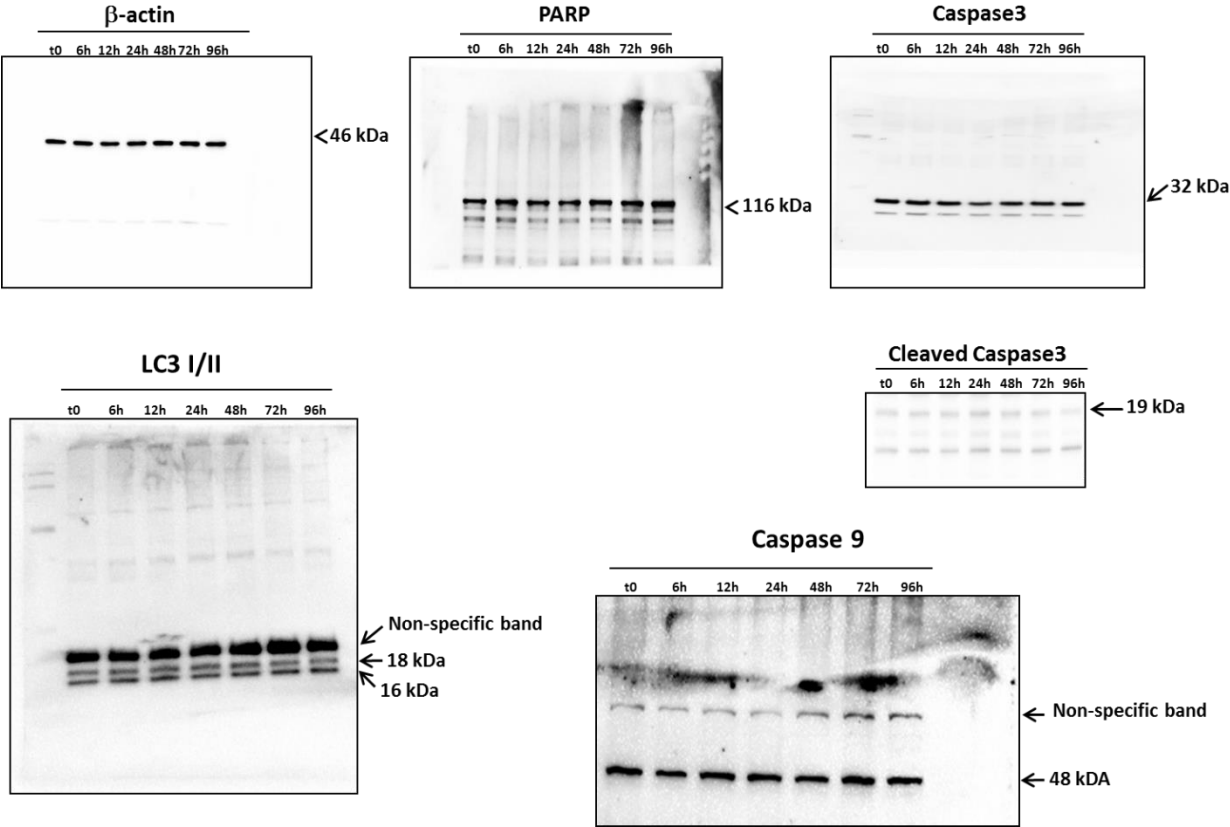 β-actin
t0 6h 12h 24h 48h 72h 96h
46 kDa
PARP
t0 6h 12h 24h 48h 72h 96h
116 kDa
Caspase3
t0 6h 12h 24h 48h 72h 96h
32 kDa
LC3 I/II
t0 6h 12h 24h 48h 72h 96h
Non-specific band
18 kDa
16 kDa
Cleaved Caspase3
t0 6h 12h 24h 48h 72h 96h
19 kDa
Caspase 9
t0 6h 12h 24h 48h 72h 96h
Non-specific band
48 kDA